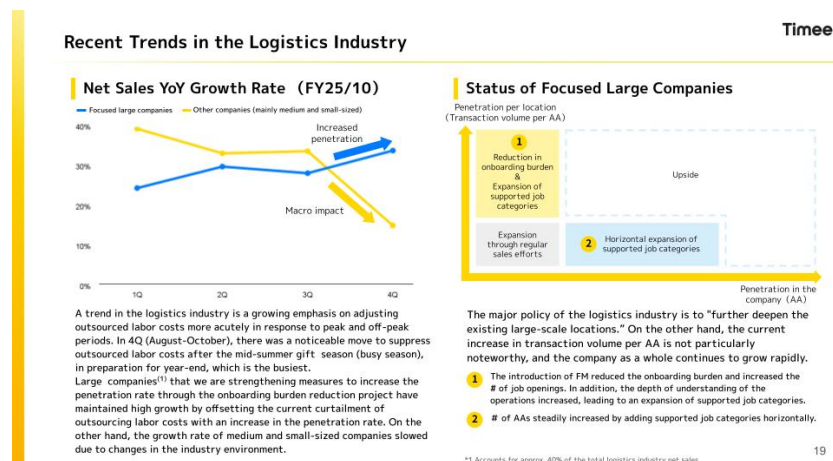 Timee
Recent Trends in the Logistics Industry
Net Sales YoY Growth Rate （FY25/10）
Focused large companies
Other companies (mainly medium and small-sized)
40%
30%
20%
10%
0%
Increased
penetration
Macro impact
1Q
2Q
3Q
4Q
A trend in the logistics industry is a growing emphasis on adjusting
outsourced labor costs more acutely in response to peak and off-peak
periods. In 4Q (August-October), there was a noticeable move to suppress
outsourced labor costs after the mid-summer gift season (busy season),
in preparation for year-end, which is the busiest.
Large companies(1) that we are strengthening measures to increase the
penetration rate through the onboarding burden reduction project have
maintained high growth by offsetting the current curtailment of
outsourcing labor costs with an increase in the penetration rate. On the
other hand, the growth rate of medium and small-sized companies slowed
due to changes in the industry environment.
Status of Focused Large Companies
Penetration per location
(Transaction volume per AA)
1
Reduction in
onboarding burden
&
Expansion of
supported job
categories
Upside
Expansion
through regular
sales efforts
2
Horizontal expansion of
supported job categories
Penetration in the
company (AA)
The major policy of the logistics industry is to "further deepen the
existing large-scale locations.” On the other hand, the current
increase in transaction volume per AA is not particularly
noteworthy, and the company as a whole continues to grow rapidly.
1 The introduction of FM reduced the onboarding burden and increased the
# of job openings. In addition, the depth of understanding of the
operations increased, leading to an expansion of supported job categories.
2 # of AAs steadily increased by adding supported job categories horizontally.
*1 Accounts for approx. 40% of the total logistics industry net sales
19